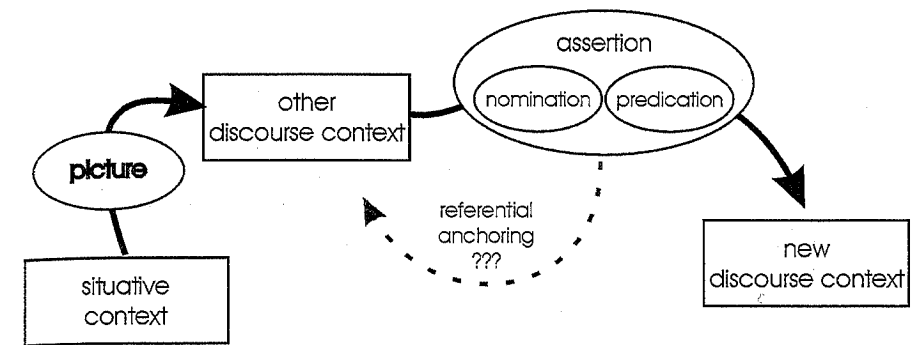 assertion
nomination
predication
other
discourse context
picture
referential
anchoring
???
situative
context
new
discourse context